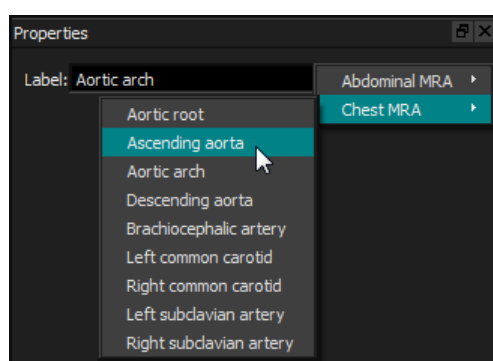 Properties
Label: Aortic arch
Abdominal MRA
Chest MRA
Aortic root
Ascending aorta
Aortic arch
Descending aorta
Brachiocephalic artery
Left common carotid
Right common carotid
Left subclavian artery
Right subclavian artery